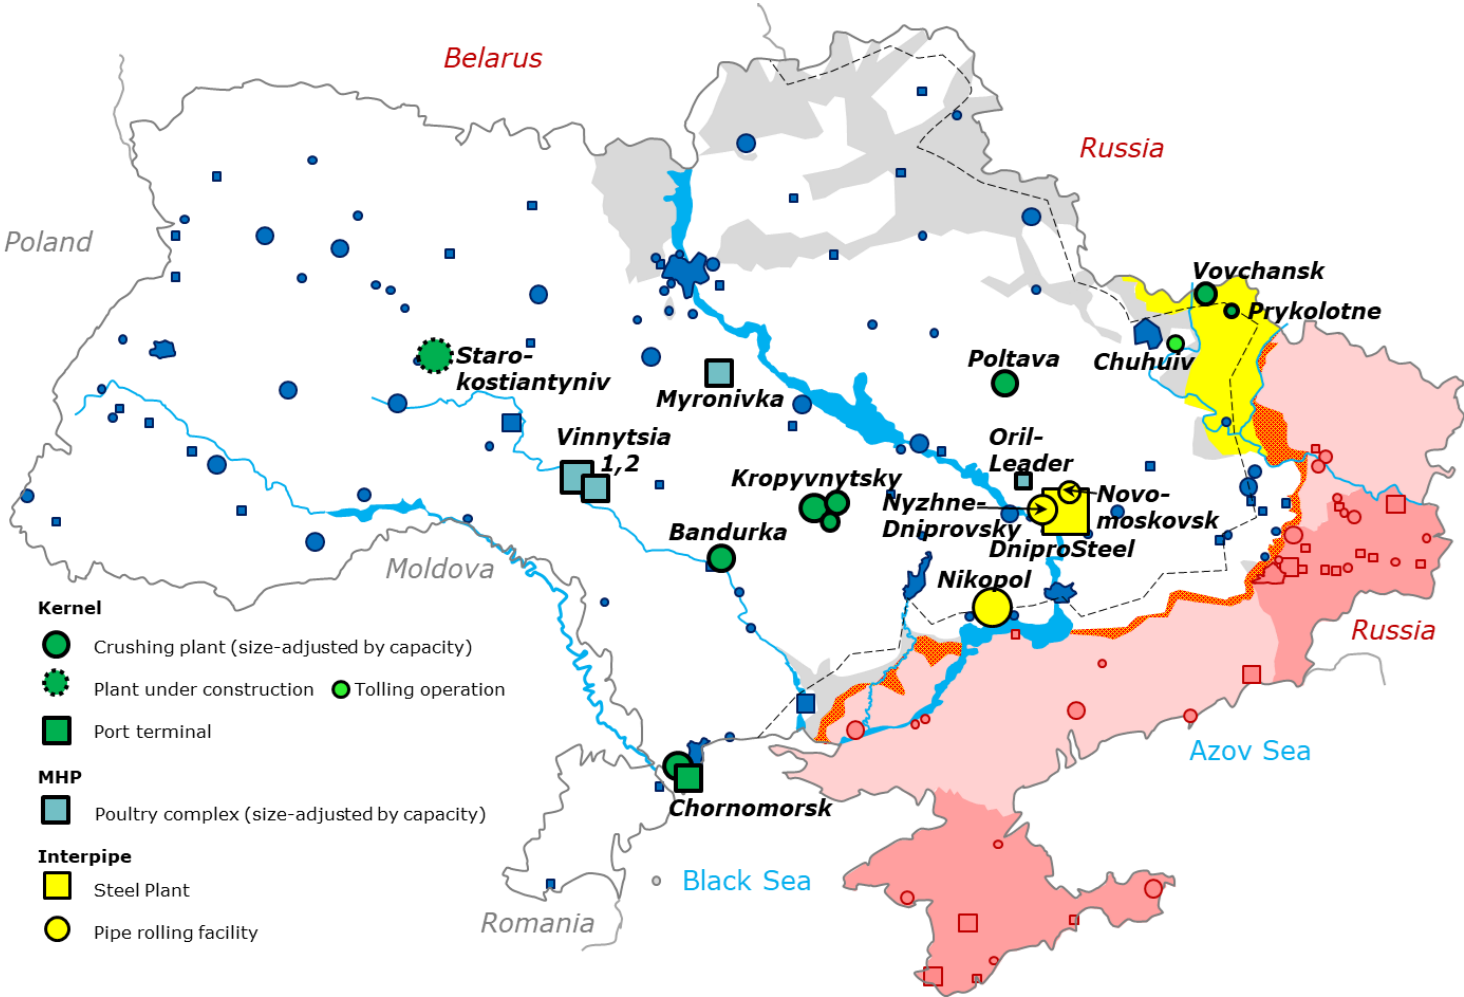 Belarus
Russia
Poland
Vovchansk
Prykolotne
Chuhuiv
Staro-
kostiantyniv
Poltava
Myronivka
Vinnytsia
1,2
Oril-
Leader
Kropyvnytsky
Nyzhne-
Dniprovsky
Novo-
moskovsk
Bandurka
DniproSteel
Moldova
Nikopol
Kernel
Crushing plant (size-adjusted by capacity)
Plant under construction
Tolling operation
Port terminal
Russia
Azov Sea
MHP
Poultry complex (size-adjusted by capacity)
Chornomorsk
Interpipe
Steel Plant
Pipe rolling facility
Black Sea
Romania